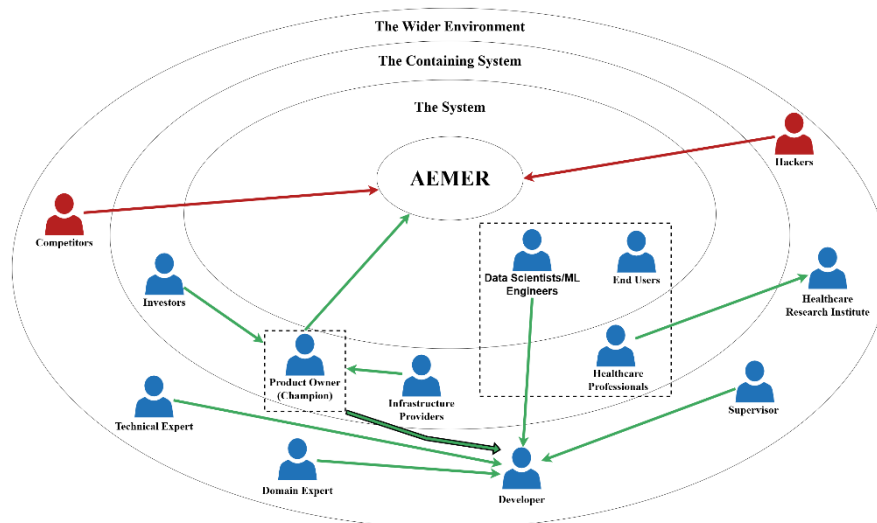 The Wider Environment
The Containing System
The System
AEMER
Hackers
Competitors
Data Scientists/ML
Engineers
End Users
Investors
Healthcare
Research Institute
Product Owner
(Champion)
Infrastructure
Providers
Healthcare
Professionals
Technical Expert
Supervisor
Domain Expert
Developer